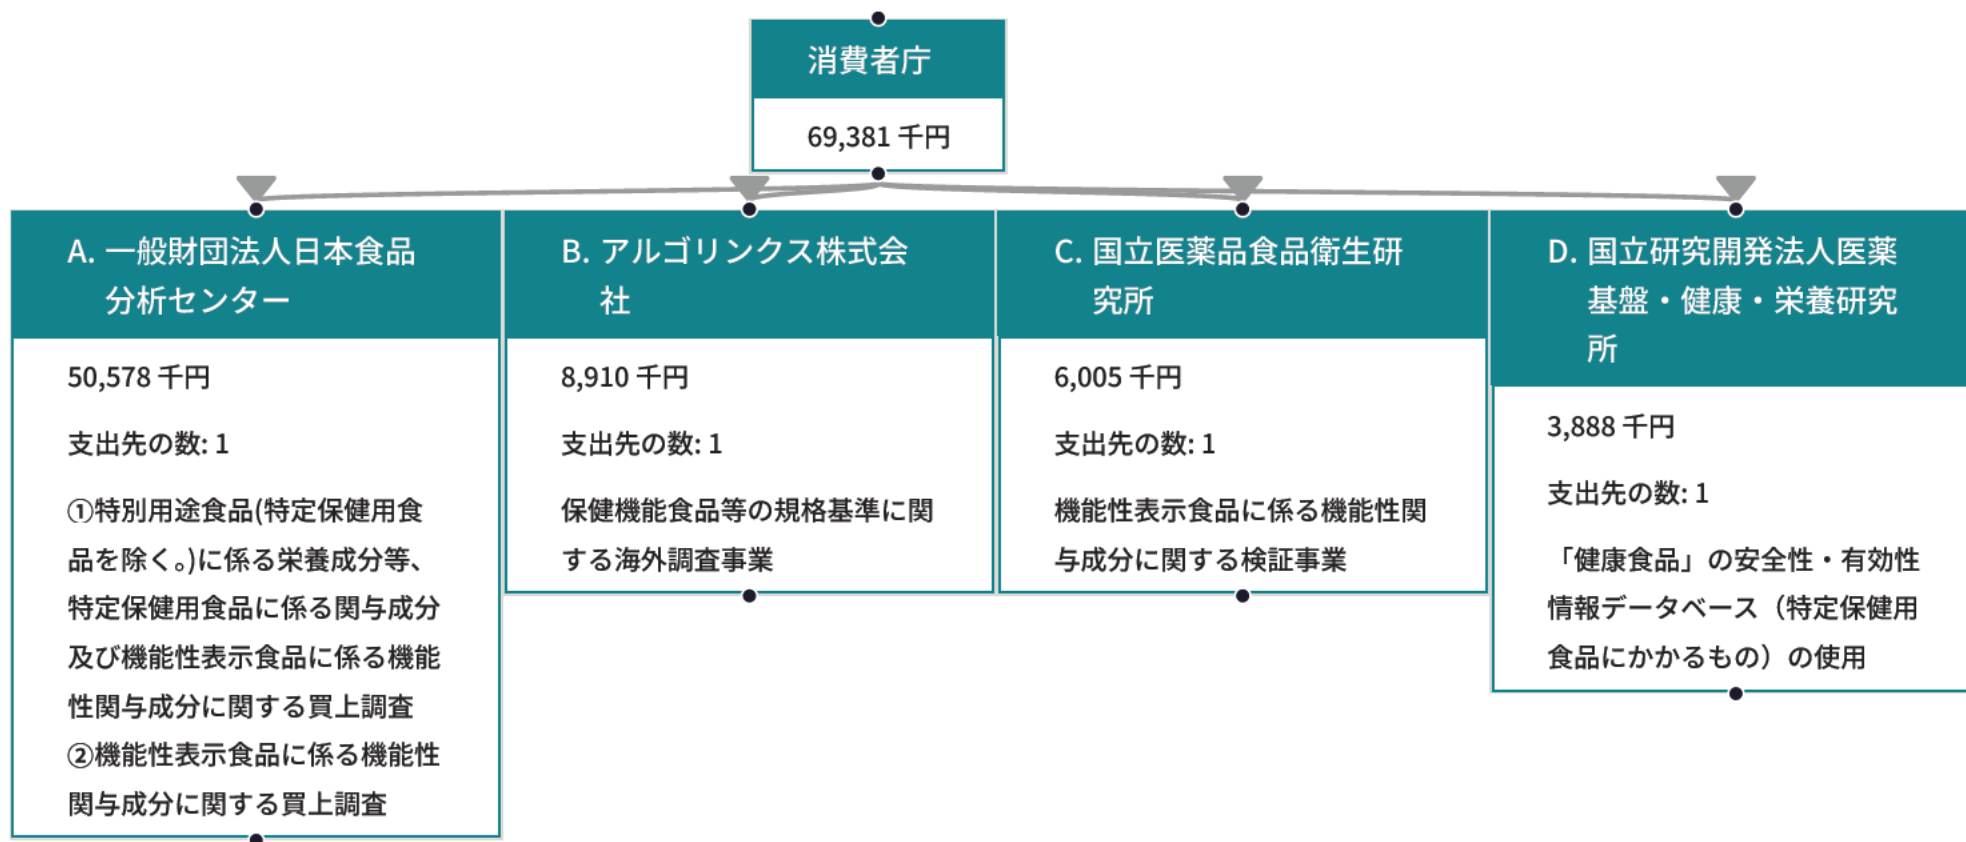 消費者庁
69,381 千円
A. 一般財団法人日本食品
分析センター
50,578 千円
支出先の数: 1
①特別用途食品(特定保健用食
品を除く。)に係る栄養成分等、
特定保健用食品に係る関与成分
及び機能性表示食品に係る機能
性関与成分に関する買上調査
②機能性表示食品に係る機能性
関与成分に関する買上調査
B. アルゴリンクス株式会
社
8,910 千円
支出先の数: 1
保健機能食品等の規格基準に関
する海外調査事業
C. 国立医薬品食品衛生研
究所
6,005 千円
支出先の数: 1
機能性表示食品に係る機能性関
与成分に関する検証事業
D. 国立研究開発法人医薬
基盤・健康・栄養研究
所
3,888 千円
支出先の数: 1
「健康食品」の安全性・有効性
情報データベース（特定保健用
食品にかかるもの）の使用